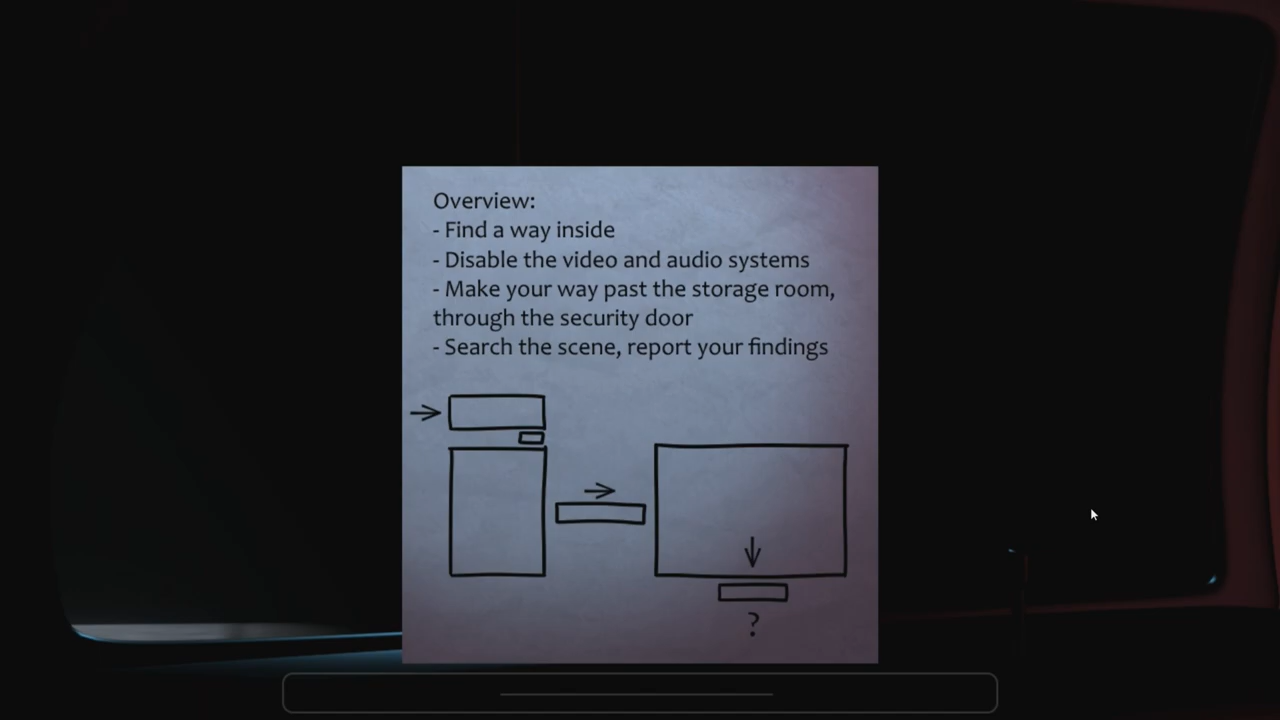 Overview:
- Find a way inside
- Disable the video and audio systems
- Make your way past the storage room,
through the security door
- Search the scene, report your findings
?